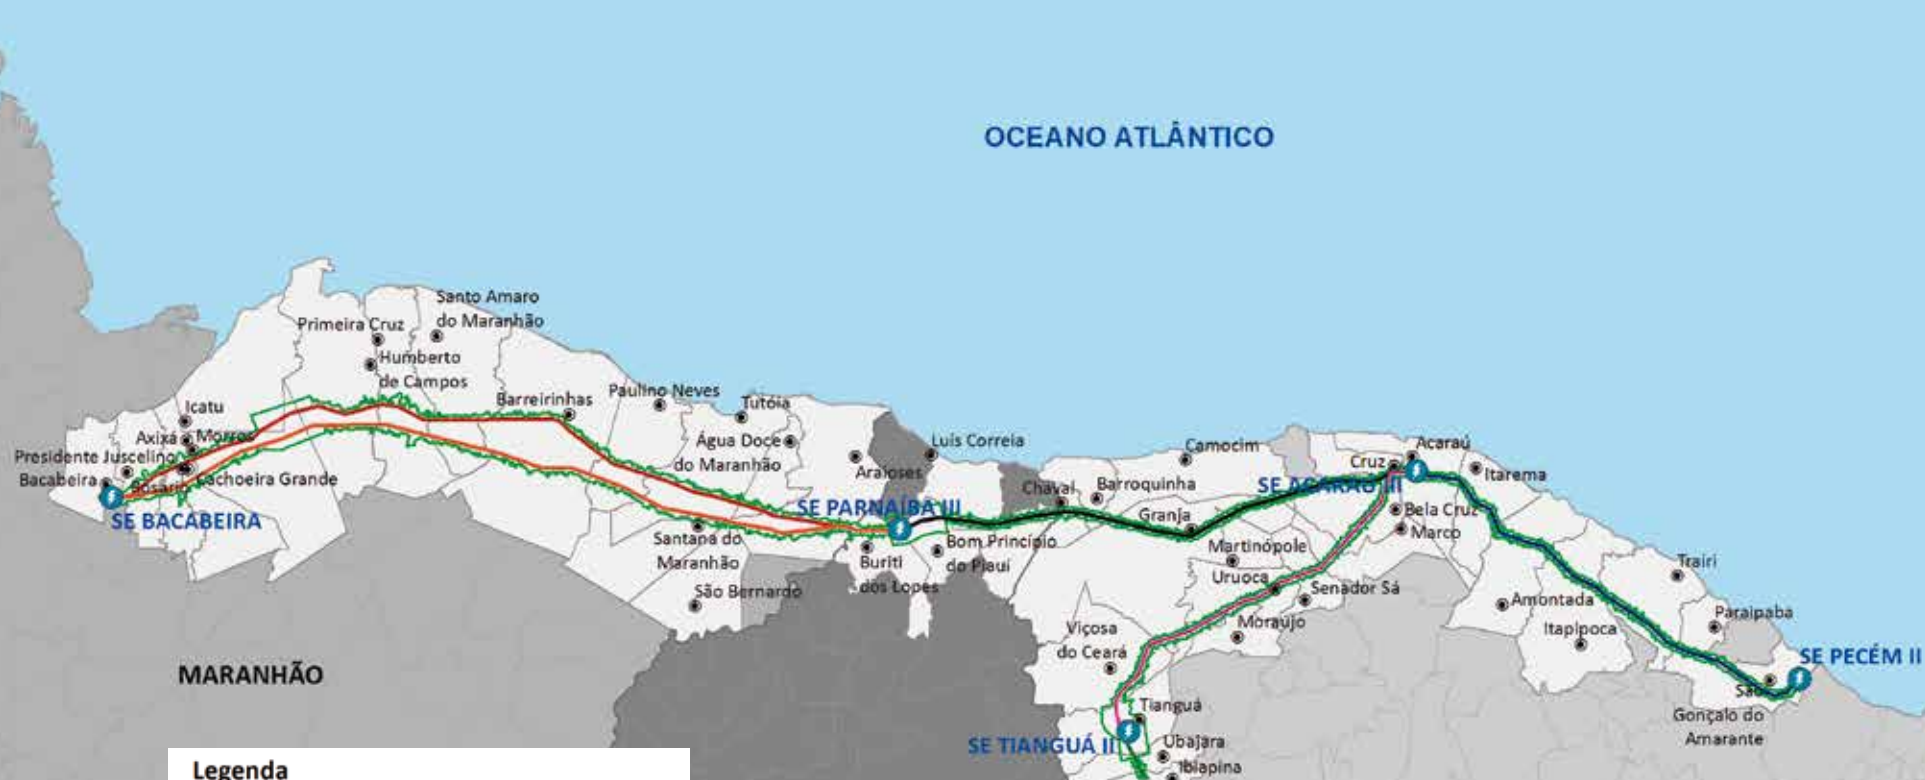 OCEANO ATLÂNTICO
Santo Amaro
do Maranhão
Primeira Cruz
Humberto
de Campos
Barreirinhas
Paulino Neves
Tutóia
Icatu
Axixá
Morros
Presidente Juscelino
Bacabeira
Rosário
Cachoeira Grande
SE BACABEIRA
Água Doce
do Maranhão
Araioses
Luís Correia
SE PARNAÍBA III
Santana do
Maranhão
São Bernardo
Buriti
dos Lopes
Bom Princípio
do Piauí
Chaval
Barroquinha
Camocim
Granja
Cruz
Acaraú
SE ACARAÚ III
Itarema
Bela Cruz
Marco
Martinópole
Uruoca
Senador Sá
Moraújo
Viçosa
do Ceará
Tianguá
SE TIANGUÁ II
Ubajara
Ibiapina
Amontada
Itapipoca
Trairi
Paraipaba
SE PECÉM II
São
Gonçalo do
Amarante
MARANHÃO
Legenda